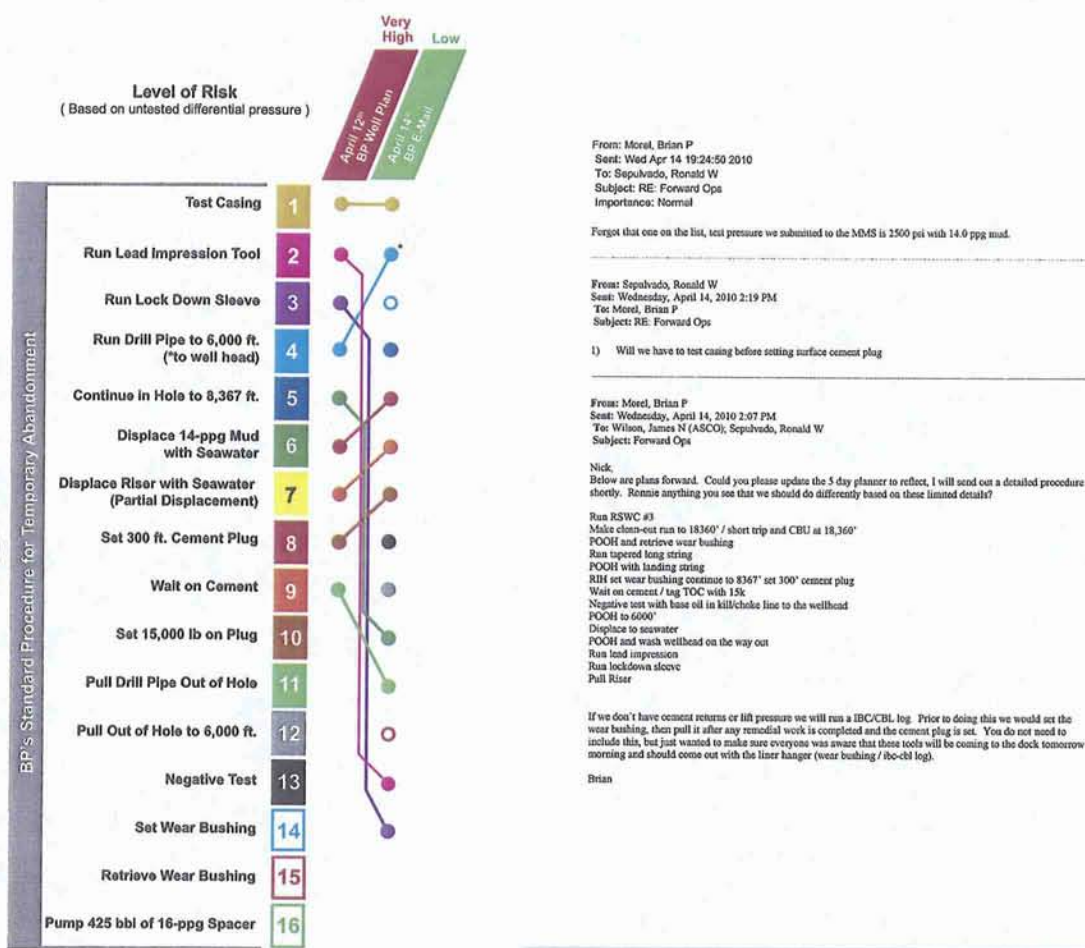 Very
High
Low
Level of Risk
( Based on untested differential pressure )
April 12th
BP Well Plan
April 14th
BP E-Mail
BP's Standard Procedure for Temporary Abandonment
Test Casing 1
Run Lead Impression Tool 2
*
Run Lock Down Sleeve 3
Run Drill Pipe to 6,000 ft.
(*to well head) 4
Continue in Hole to 8,367 ft. 5
Displace 14-ppg Mud
with Seawater 6
Displace Riser with Seawater
(Partial Displacement) 7
Set 300 ft. Cement Plug 8
Wait on Cement 9
Set 15,000 lb on Plug 10
Pull Drill Pipe Out of Hole 11
Pull Out of Hole to 6,000 ft. 12
Negative Test 13
Set Wear Bushing 14
Retrieve Wear Bushing 15
Pump 425 bbl of 16-ppg Spacer 16
From: Morel, Brian P
Sent: Wed Apr 14 19:24:50 2010
To: Sepulvado, Ronald W
Subject: RE: Forward Ops
Importance: Normal
Forgot that one on the list, test pressure we submitted to the MMS is 2500 psi with 14.0 ppg mud.
From: Sepulvado, Ronald W
Sent: Wednesday, April 14, 2010 2:19 PM
To: Morel, Brian P
Subject: RE: Forward Ops
1) Will we have to test casing before setting surface cement plug
From: Morel, Brian P
Sent: Wednesday, April 14, 2010 2:07 PM
To: Wilson, James N (ASCO); Sepulvado, Ronald W
Subject: Forward Ops
Nick,
Below are plans forward. Could you please update the 5 day planner to reflect, I will send out a detailed procedure
shortly. Ronnie anything you see that we should do differently based on these limited details?
Run RSWC #3
Make clean-out run to 18360' / short trip and CBU at 18,360'
POOH and retrieve wear bushing
Run tapered long string
POOH with landing string
RIH set wear bushing continue to 8367' set 300' cement plug
Wait on cement / tag TOC with 15k
Negative test with base oil in kill/choke line to the wellhead
POOH to 6000'
Displace to seawater
POOH and wash wellhead on the way out
Run lead impression
Run lockdown sleeve
Pull Riser
If we don't have cement returns or lift pressure we will run a IBC/CBL log. Prior to doing this we would set the
wear bushing, then pull it after any remedial work is completed and the cement plug is set. You do not need to
include this, but just wanted to make sure everyone was aware that these tools will be coming to the dock tomorrow
morning and should come out with the liner hanger (wear bushing / ibc-cbl log).
Brian